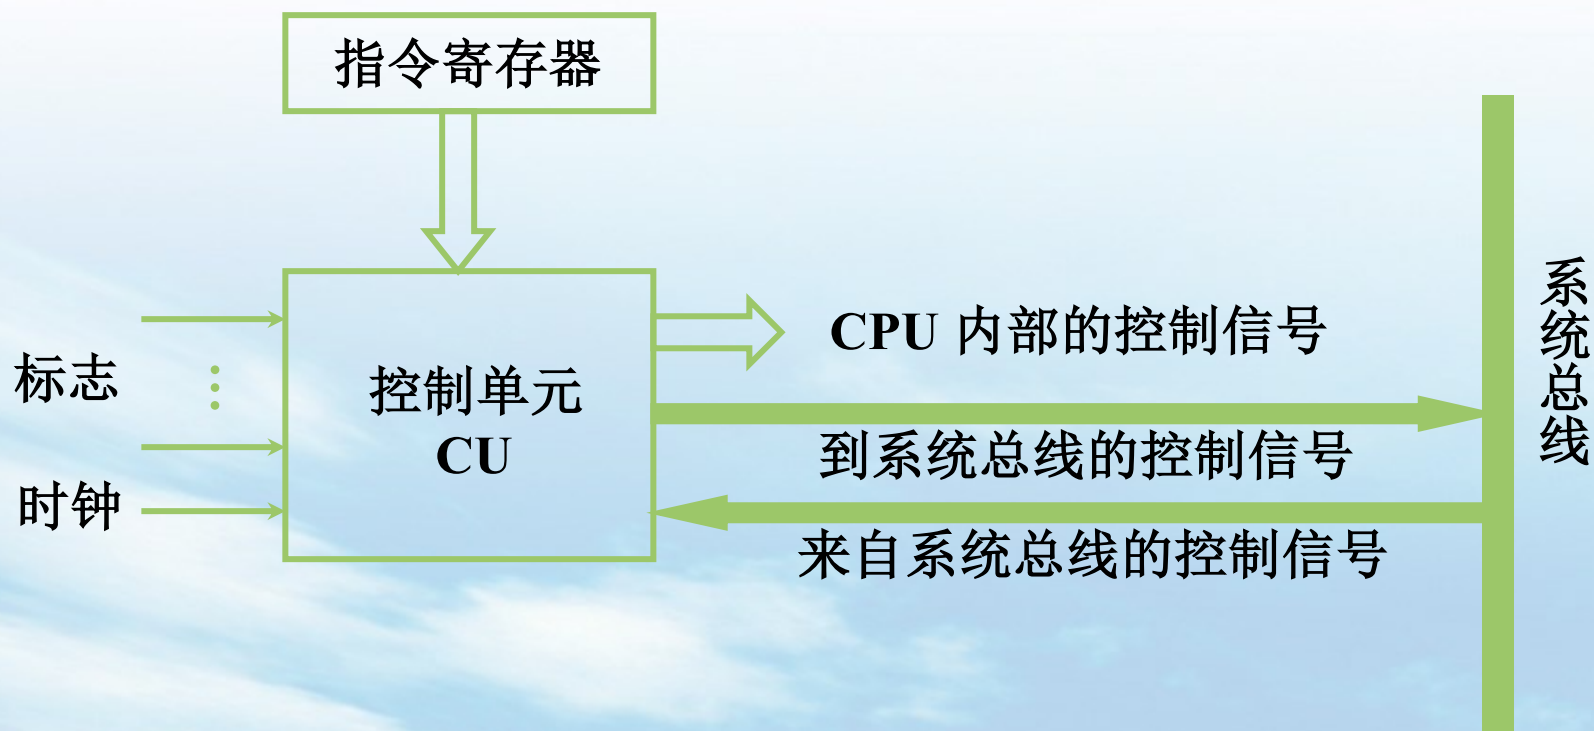 指令寄存器
CPU 内部的控制信号
标志
控制单元
CU
到系统总线的控制信号
时钟
来自系统总线的控制信号
系统总线